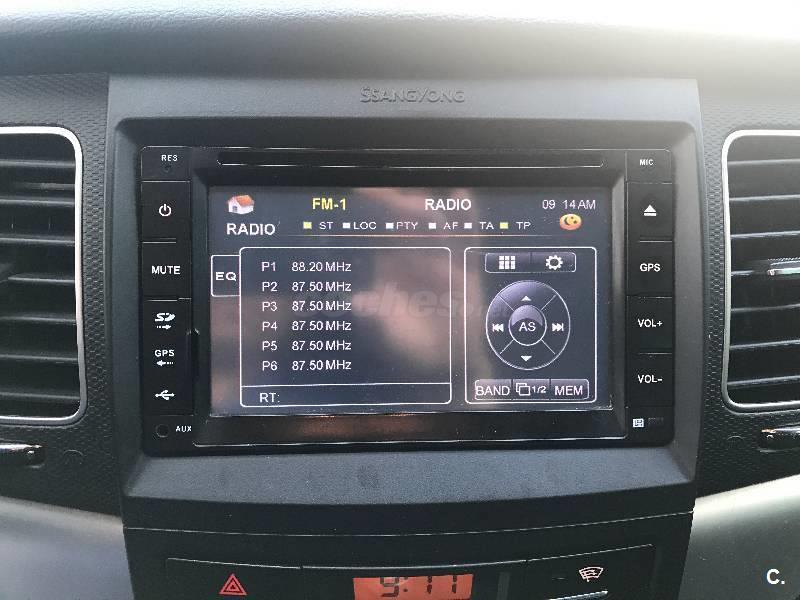 SSANGYONG
RES
MIC
FM-1 RADIO 09 14 AM
RADIO ST LOC PTY AF TA TP
MUTE
GPS
EQ
P1 88.20 MHz
P2 87.50 MHz
P3 87.50 MHz
P4 87.50 MHz
P5 87.50 MHz
P6 87.50 MHz
AS
SD
GPS
VOL+
VOL-
BAND 1/2 MEM
RT:
AUX
9:11
C.